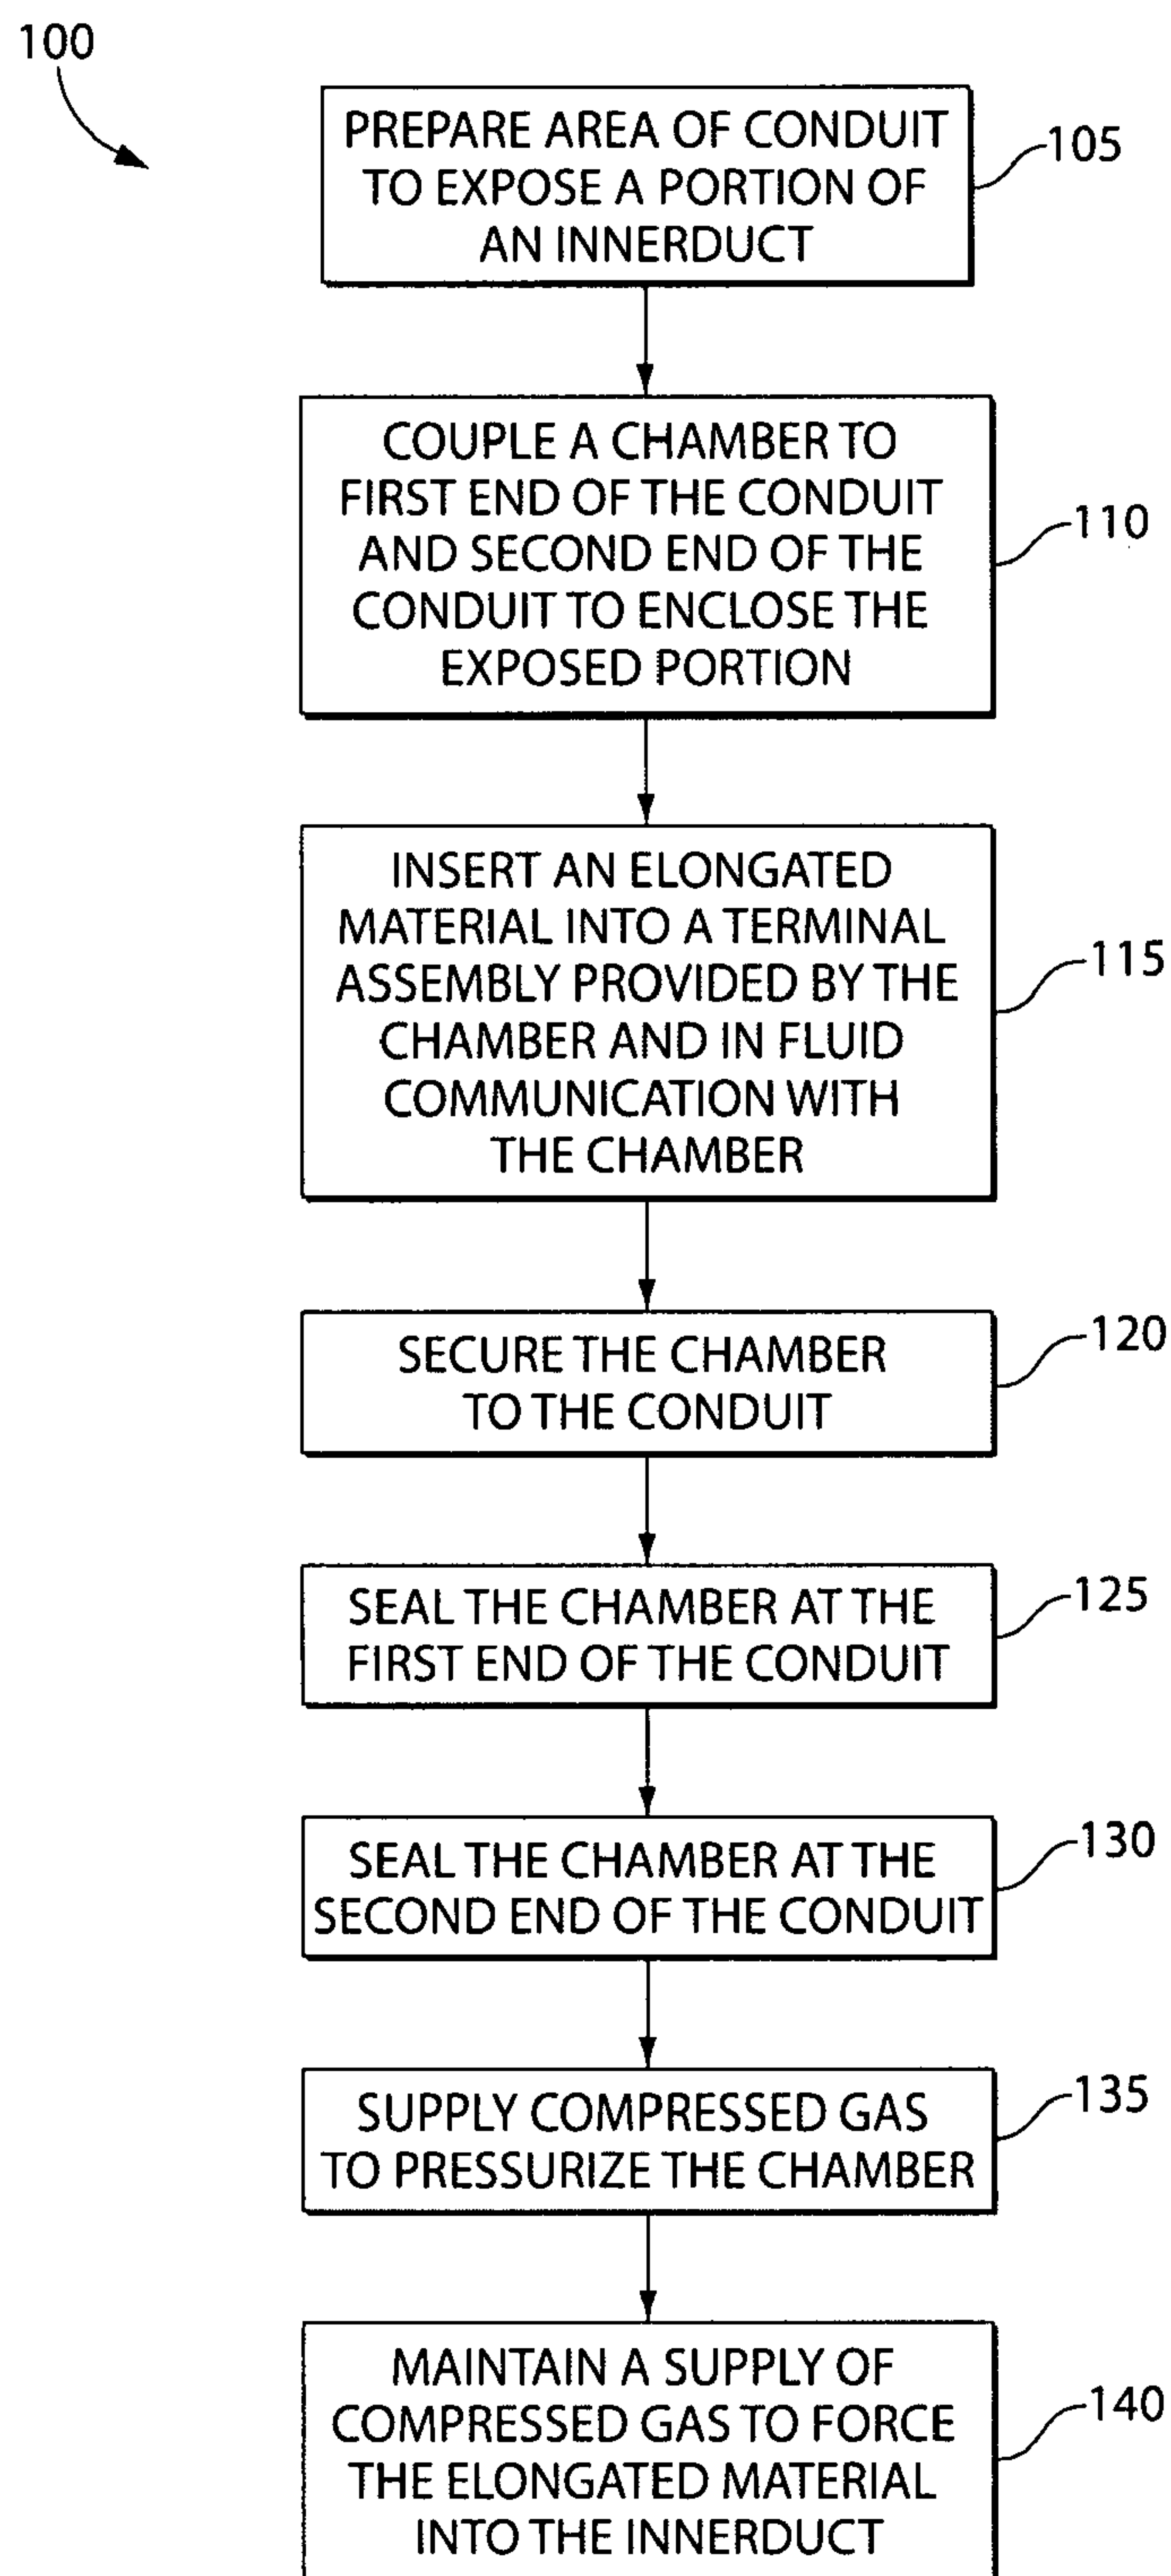 100
PREPARE AREA OF CONDUIT
TO EXPOSE A PORTION OF
AN INNERDUCT
105
COUPLE A CHAMBER TO
FIRST END OF THE CONDUIT
AND SECOND END OF THE
CONDUIT TO ENCLOSE THE
EXPOSED PORTION
110
INSERT AN ELONGATED
MATERIAL INTO A TERMINAL
ASSEMBLY PROVIDED BY THE
CHAMBER AND IN FLUID
COMMUNICATION WITH
THE CHAMBER
115
SECURE THE CHAMBER
TO THE CONDUIT
120
SEAL THE CHAMBER AT THE
FIRST END OF THE CONDUIT
125
SEAL THE CHAMBER AT THE
SECOND END OF THE CONDUIT
130
SUPPLY COMPRESSED GAS
TO PRESSURIZE THE CHAMBER
135
MAINTAIN A SUPPLY OF
COMPRESSED GAS TO FORCE
THE ELONGATED MATERIAL
INTO THE INNERDUCT
140